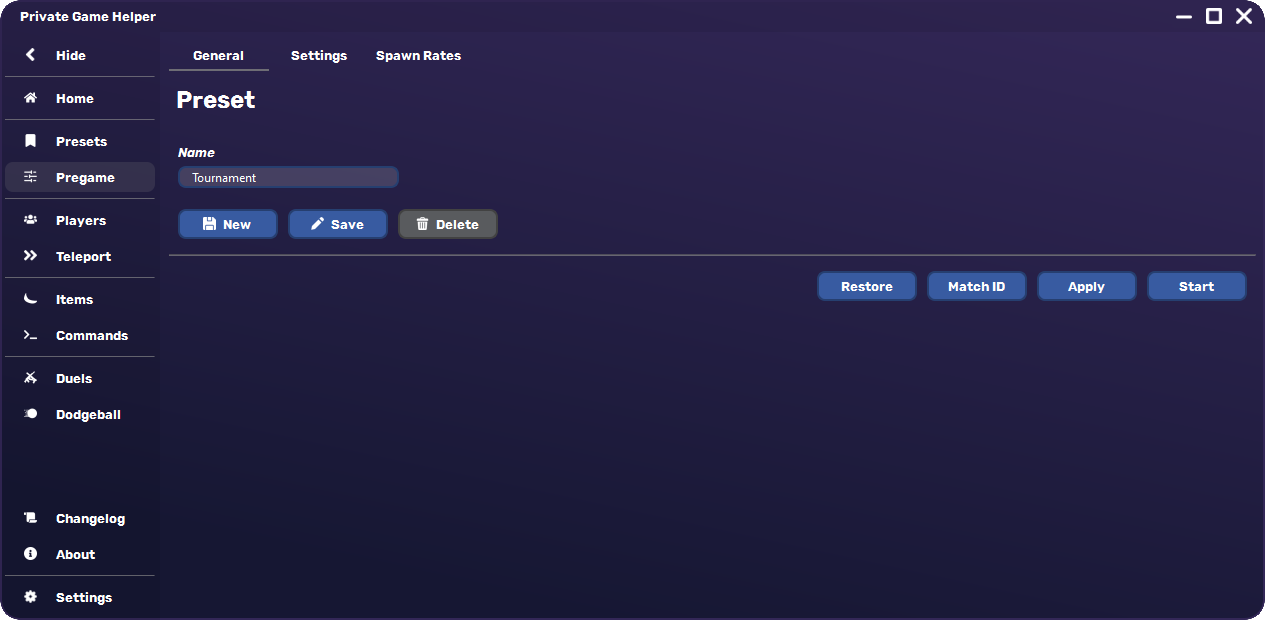 Private Game Helper
Hide
Home
Presets
Pregame
Players
Teleport
Items
Commands
Duels
Dodgeball
Changelog
About
Settings
General Settings Spawn Rates
Preset
Name
Tournament
New Save Delete
Restore Match ID Apply Start